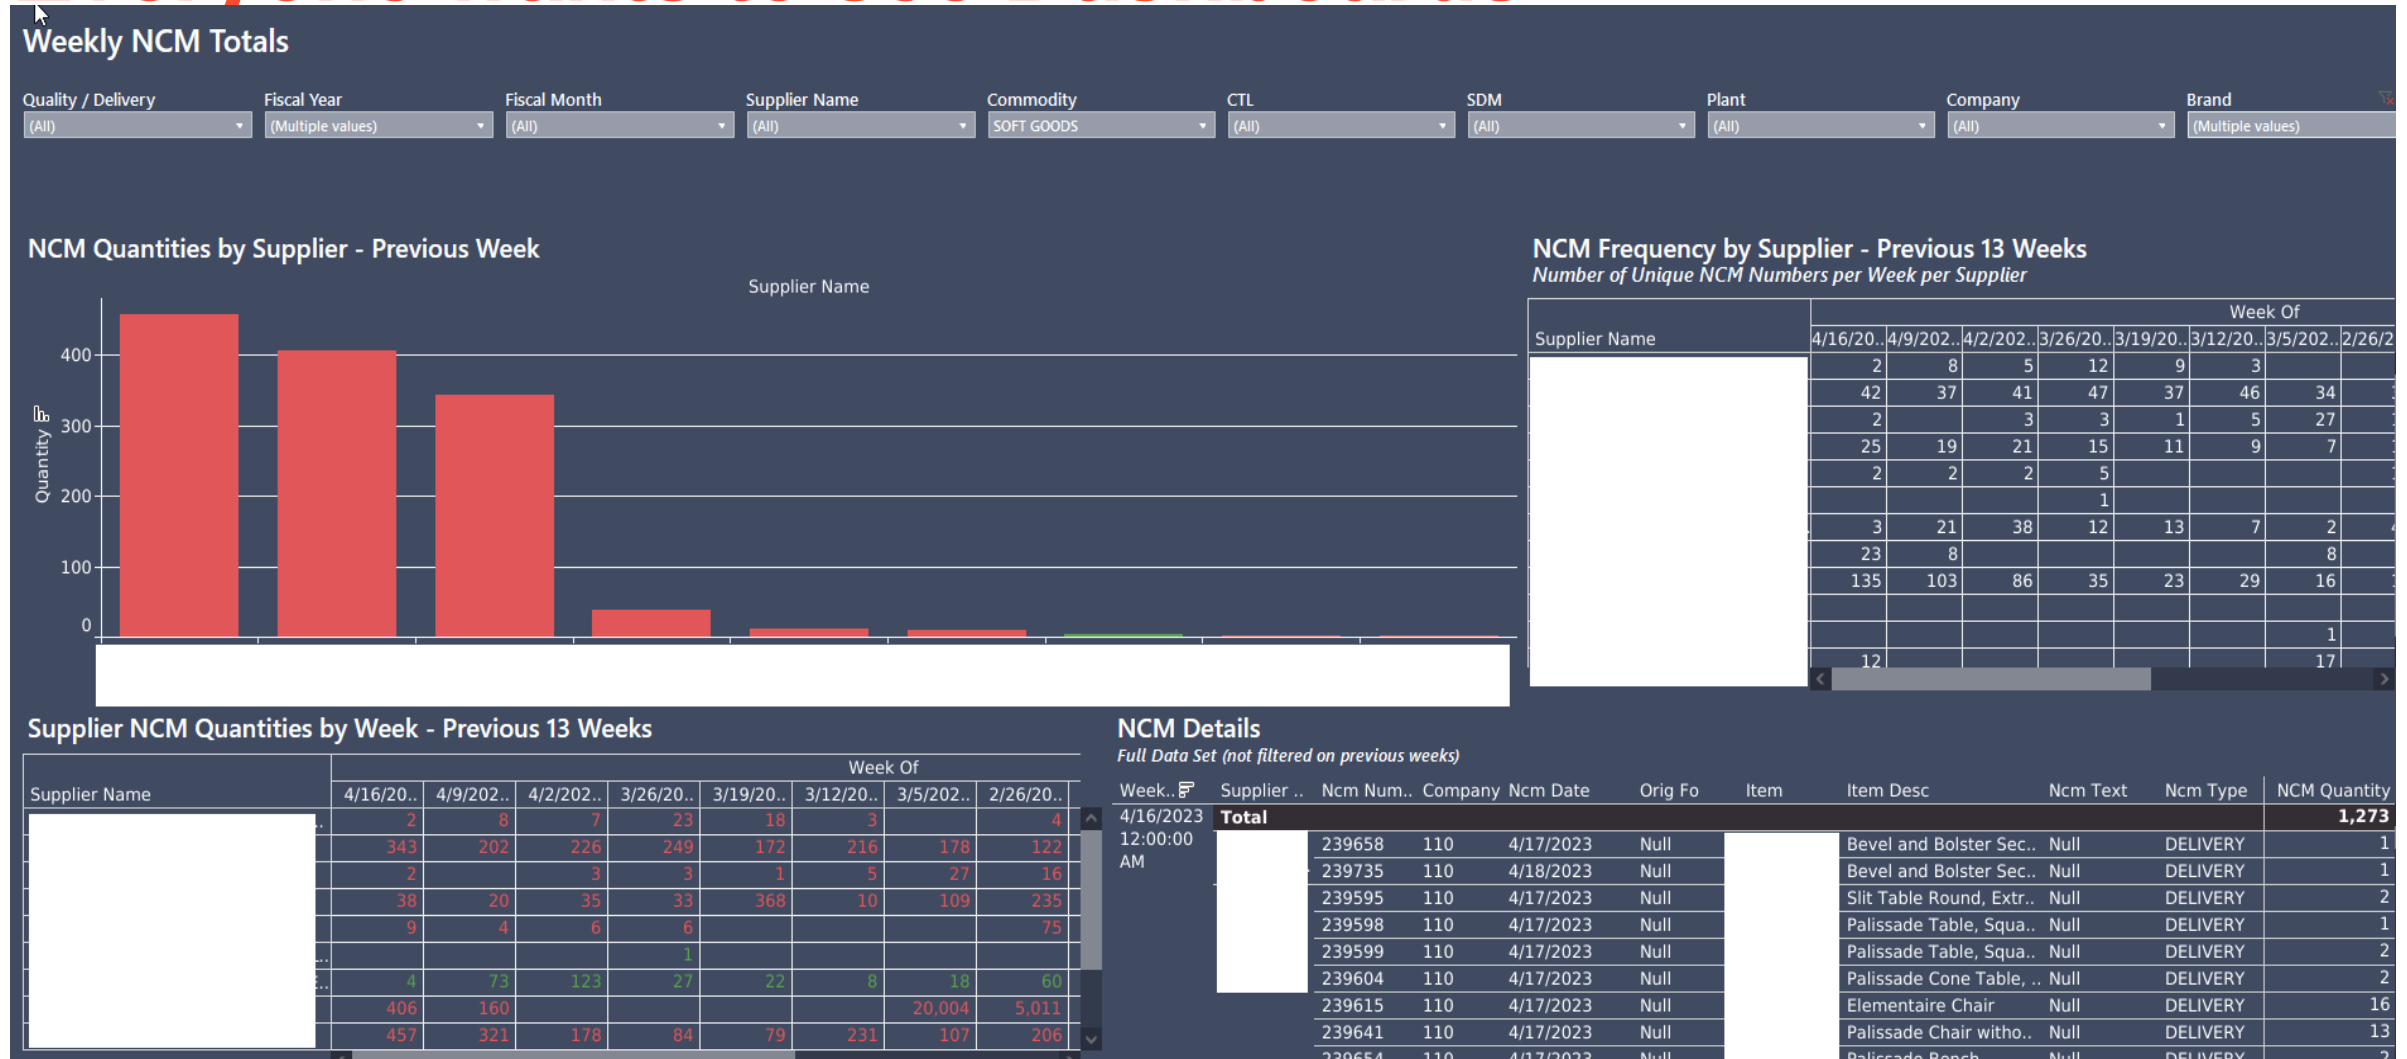 Weekly NCM Totals
Quality / Delivery Fiscal Year Fiscal Month Supplier Name Commodity CTL SDM Plant Company Brand
(All) (Multiple values) (All) (All) SOFT GOODS (All) (All) (All) (All) (Multiple values)
NCM Quantities by Supplier - Previous Week
Supplier Name
Quantity
400
300
200
100
0
NCM Frequency by Supplier - Previous 13 Weeks
Number of Unique NCM Numbers per Week per Supplier
Week Of
Supplier Name 4/16/20.. 4/9/202.. 4/2/202.. 3/26/20.. 3/19/20.. 3/12/20.. 3/5/202.. 2/26/2
2 8 5 12 9 3
42 37 41 47 37 46 34
2 3 3 1 5 27
25 19 21 15 11 9 7
2 2 2 5
1
3 21 38 12 13 7 2
23 8 8
135 103 86 35 23 29 16
1
12 17
Supplier NCM Quantities by Week - Previous 13 Weeks
Week Of
Supplier Name 4/16/20.. 4/9/202.. 4/2/202.. 3/26/20.. 3/19/20.. 3/12/20.. 3/5/202.. 2/26/20..
2 8 7 23 18 3 4
343 202 226 249 172 216 178 122
2 3 3 1 5 27 16
38 20 35 33 368 10 109 235
9 4 6 6 75
1
4 73 123 27 22 8 18 60
406 160 20,004 5,011
457 321 178 84 79 231 107 206
NCM Details
Full Data Set (not filtered on previous weeks)
Week.. Supplier .. Ncm Num.. Company Ncm Date Orig Fo Item Item Desc Ncm Text Ncm Type NCM Quantity
4/16/2023 12:00:00 AM Total 1,273
239658 110 4/17/2023 Null Bevel and Bolster Sec.. Null DELIVERY 1
239735 110 4/18/2023 Null Bevel and Bolster Sec.. Null DELIVERY 1
239595 110 4/17/2023 Null Slit Table Round, Extr.. Null DELIVERY 2
239598 110 4/17/2023 Null Palissade Table, Squa.. Null DELIVERY 1
239599 110 4/17/2023 Null Palissade Table, Squa.. Null DELIVERY 2
239604 110 4/17/2023 Null Palissade Cone Table, .. Null DELIVERY 2
239615 110 4/17/2023 Null Elementaire Chair Null DELIVERY 16
239641 110 4/17/2023 Null Palissade Chair witho.. Null DELIVERY 13
239654 110 4/17/2023 Null Palissade Bench Null DELIVERY 2